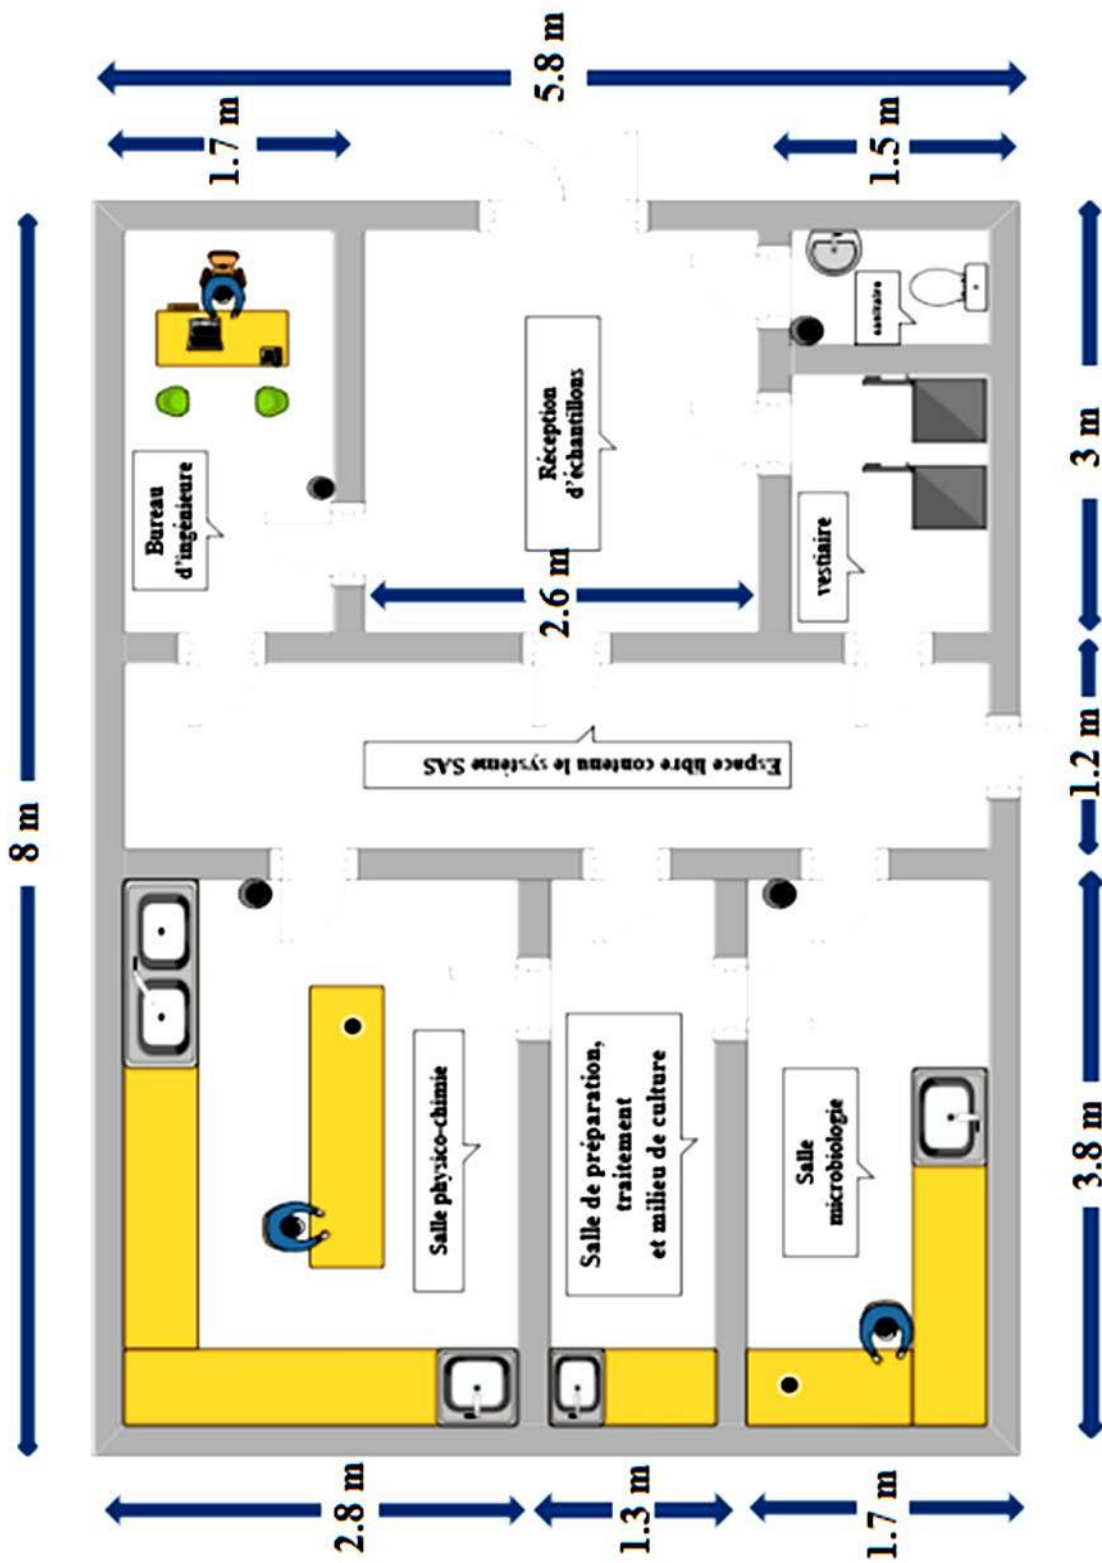 5.8 m
1.7 m
1.5 m
8 m
Bureau
d'ingénieure
Réception
d'échantillons
sanitaire
vestiaire
2.6 m
3 m
Espace libre contenu le système SAS
1.2 m
Salle physico-chimie
Salle de préparation,
traitement
et milieu de culture
Salle
microbiologie
3.8 m
2.8 m
1.3 m
1.7 m